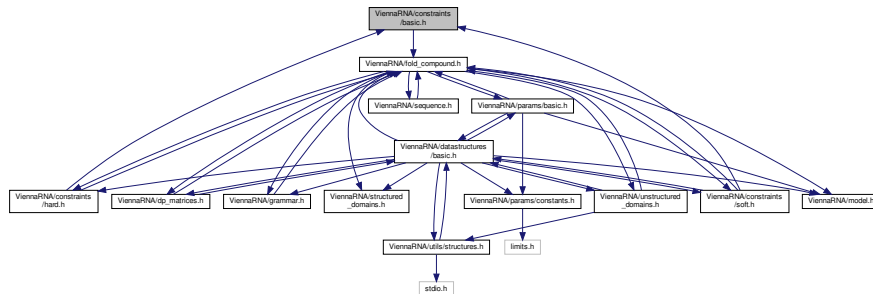 ViennaRNA/constraints
/basic.h
ViennaRNA/fold_compound.h
ViennaRNA/sequence.h
ViennaRNA/params/basic.h
ViennaRNA/datastructures
/basic.h
ViennaRNA/constraints
/hard.h
ViennaRNA/dp_matrices.h
ViennaRNA/grammar.h
ViennaRNA/structured
_domains.h
ViennaRNA/params/constants.h
ViennaRNA/unstructured
_domains.h
ViennaRNA/constraints
/soft.h
ViennaRNA/model.h
ViennaRNA/utils/structures.h
limits.h
stdio.h